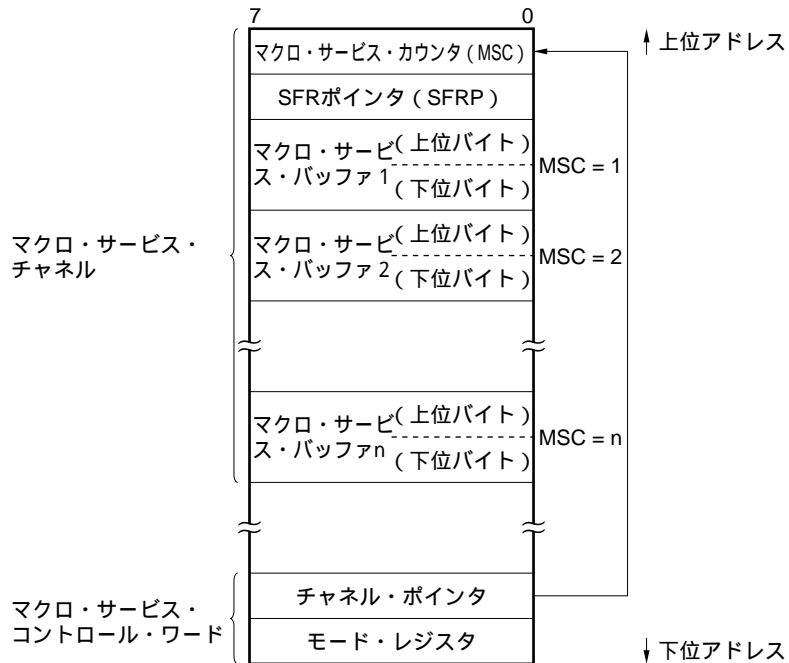 7 0
↑上位アドレス
マクロ・サービス・カウンタ(MSC)
SFRポインタ(SFRP)
マクロ・サービ
ス・バッファ1
(上位バイト)
(下位バイト)
MSC = 1
マクロ・サービ
ス・バッファ2
(上位バイト)
(下位バイト)
MSC = 2
マクロ・サービス・
チャネル
マクロ・サービ
ス・バッファn
(上位バイト)
(下位バイト)
MSC = n
チャネル・ポインタ
モード・レジスタ
マクロ・サービス・
コントロール・ワード
↓下位アドレス